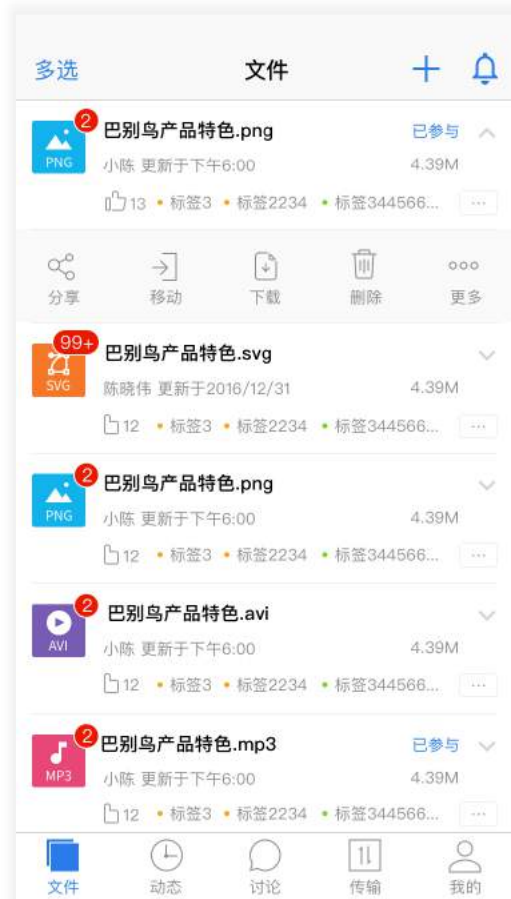 多选 文件
2 巴别鸟产品特色.png 已参与
PNG 小陈 更新于下午6:00 4.39M
13 •标签3 •标签2234 •标签344566... ...
分享 移动 下载 删除 更多
99+ 巴别鸟产品特色.svg
SVG 陈晓伟 更新于2016/12/31 4.39M
12 •标签3 •标签2234 •标签344566... ...
2 巴别鸟产品特色.png
PNG 小陈 更新于下午6:00 4.39M
12 •标签3 •标签2234 •标签344566... ...
2 巴别鸟产品特色.avi
AVI 小陈 更新于下午6:00 4.39M
12 •标签3 •标签2234 •标签344566... ...
2 巴别鸟产品特色.mp3 已参与
MP3 小陈 更新于下午6:00 4.39M
12 •标签3 •标签2234 •标签344566... ...
文件 动态 讨论 传输 我的